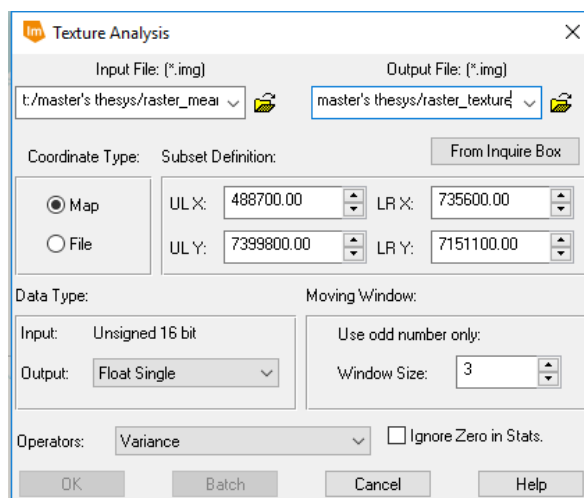 Im Texture Analysis
Input File: (*.img) Output File: (*.img)
t:/master's thesys/raster_mear master's thesys/raster_texture
Coordinate Type: Subset Definition: From Inquire Box
Map UL X: 488700.00 LR X: 735600.00
File UL Y: 7399800.00 LR Y: 7151100.00
Data Type: Moving Window:
Input: Unsigned 16 bit Use odd number only:
Output: Float Single Window Size: 3
Operators: Variance Ignore Zero in Stats.
OK Batch Cancel Help